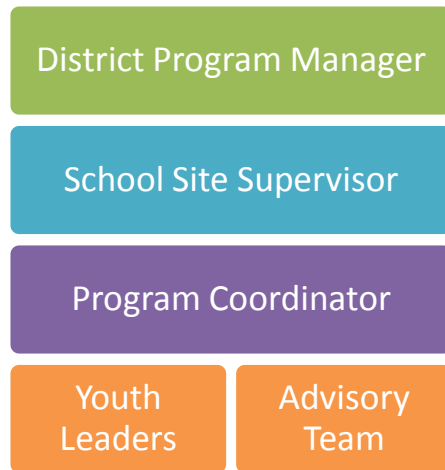 District Program Manager
School Site Supervisor
Program Coordinator
Youth
Leaders
Advisory
Team